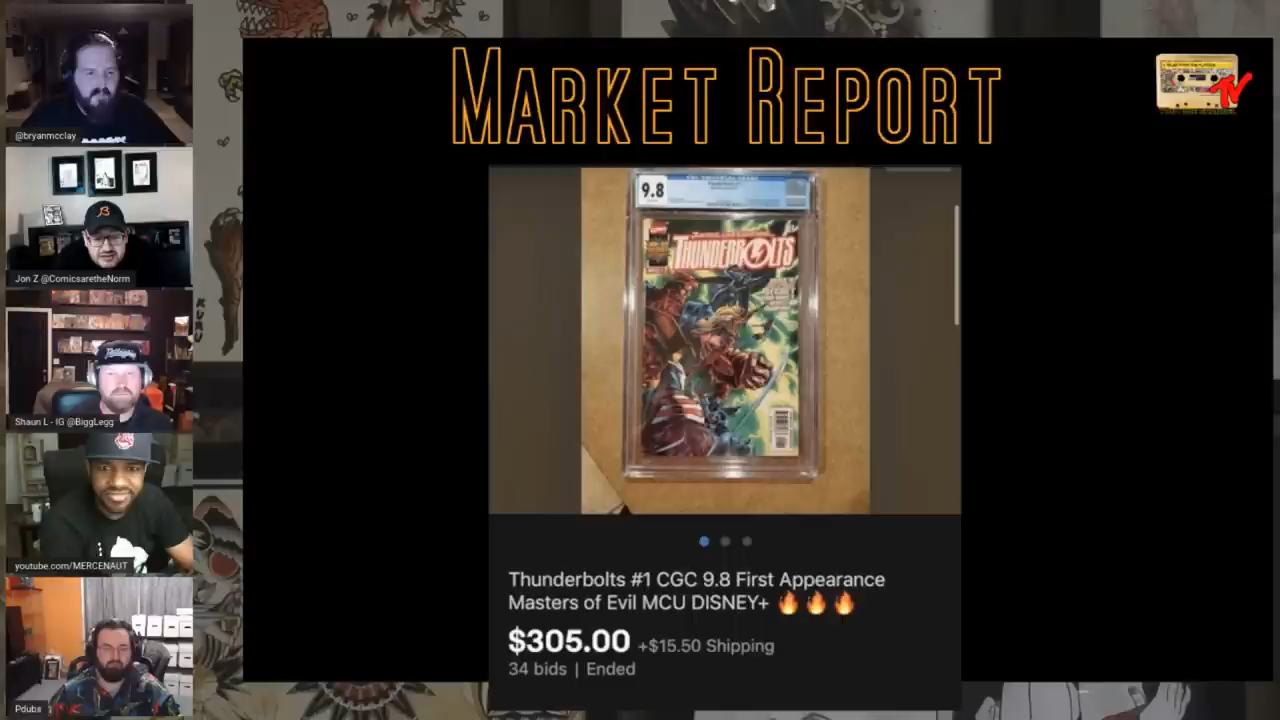 MARKET REPORT
TV
@bryanmcclay
Jon Z @ComicsaretheNorm
Shaun L - IG @BiggLegg
youtube.com/MERCENAUT
Pdubs
9.8
THUNDERBOLTS
Thunderbolts #1 CGC 9.8 First Appearance
Masters of Evil MCU DISNEY+ 🔥🔥🔥
$305.00 +$15.50 Shipping
34 bids | Ended